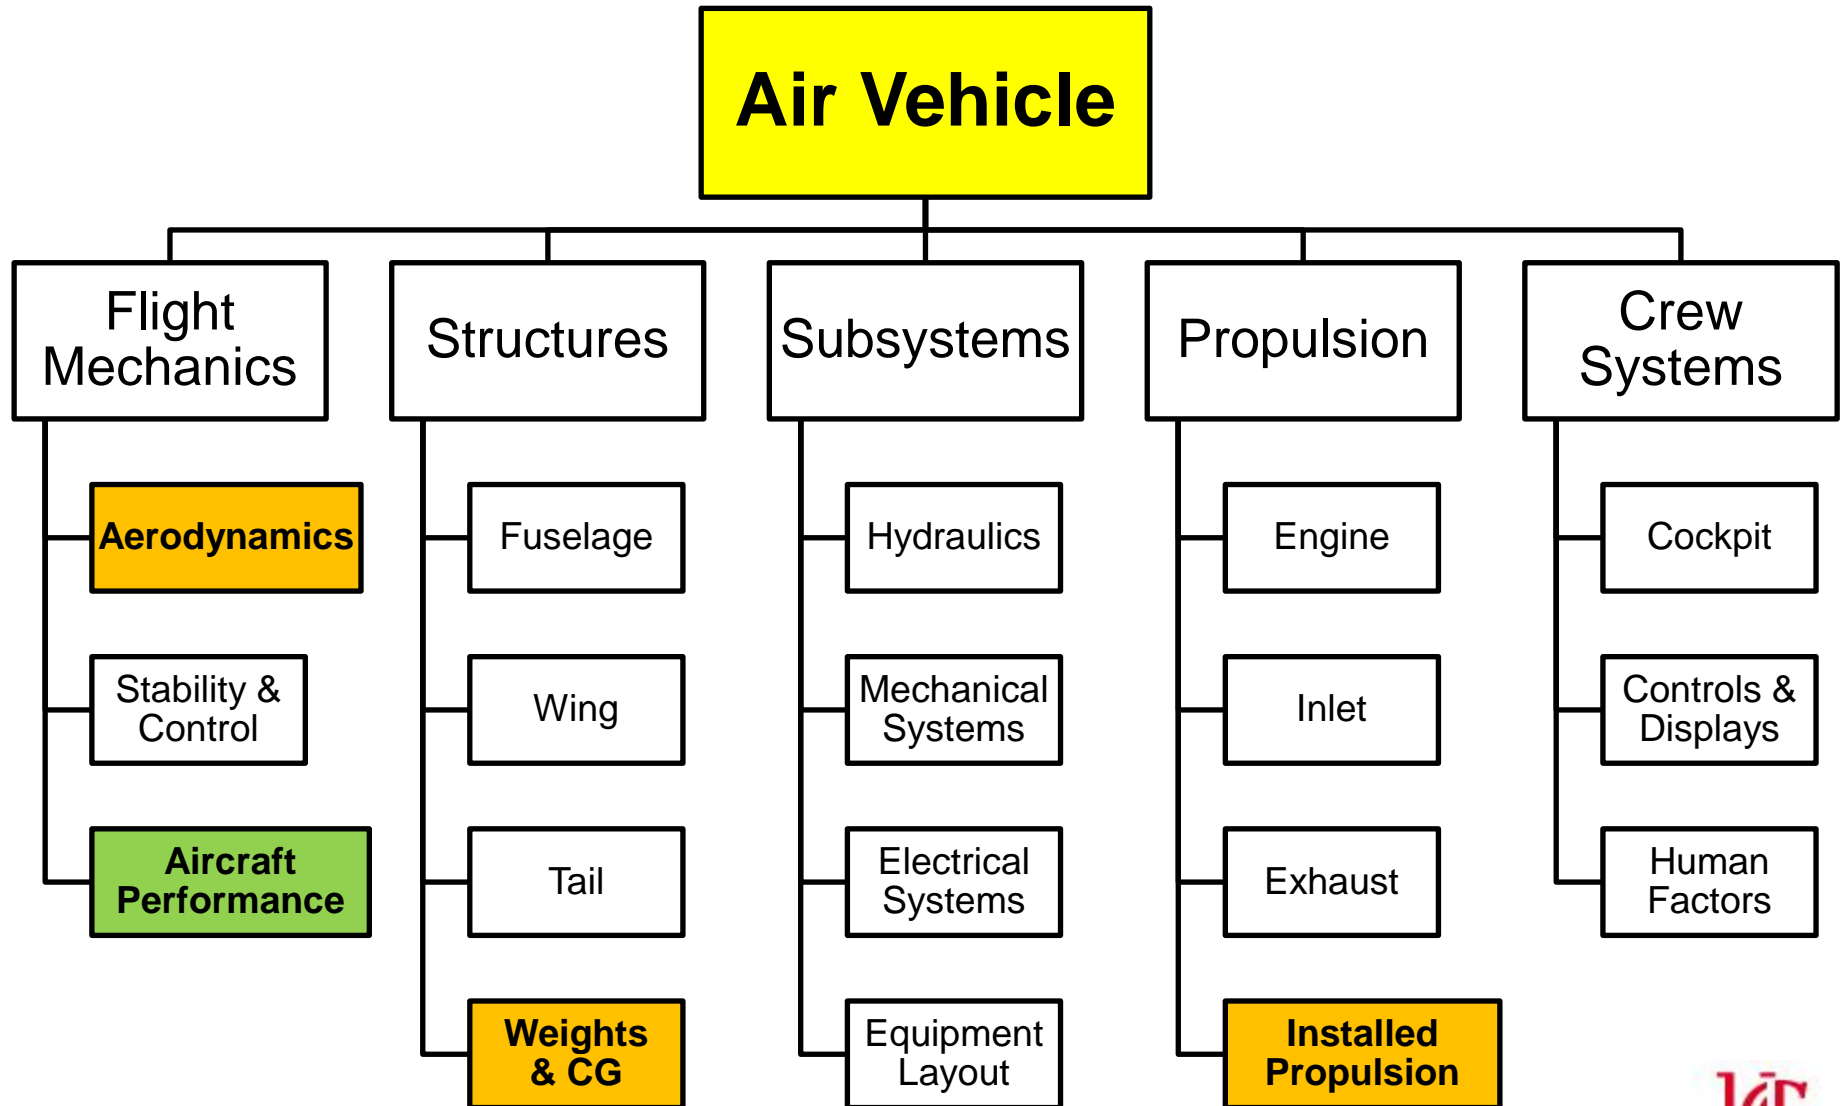 Air Vehicle
Flight
Mechanics
Structures
Subsystems
Propulsion
Crew
Systems
Aerodynamics
Fuselage
Hydraulics
Engine
Cockpit
Stability &
Control
Wing
Mechanical
Systems
Inlet
Controls &
Displays
Aircraft
Performance
Tail
Electrical
Systems
Exhaust
Human
Factors
Weights
& CG
Equipment
Layout
Installed
Propulsion